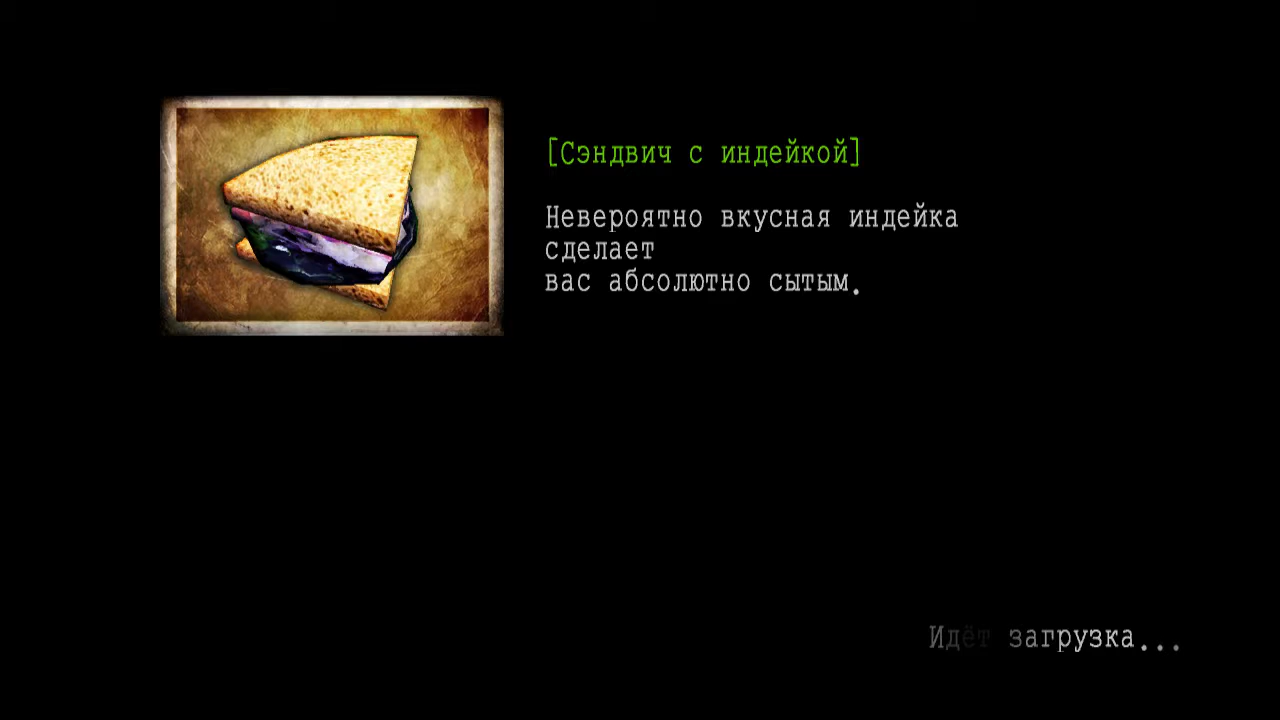 [Сэндвич с индейкой]
Невероятно вкусная индейка
сделает
вас абсолютно сытым.
Идёт загрузка...